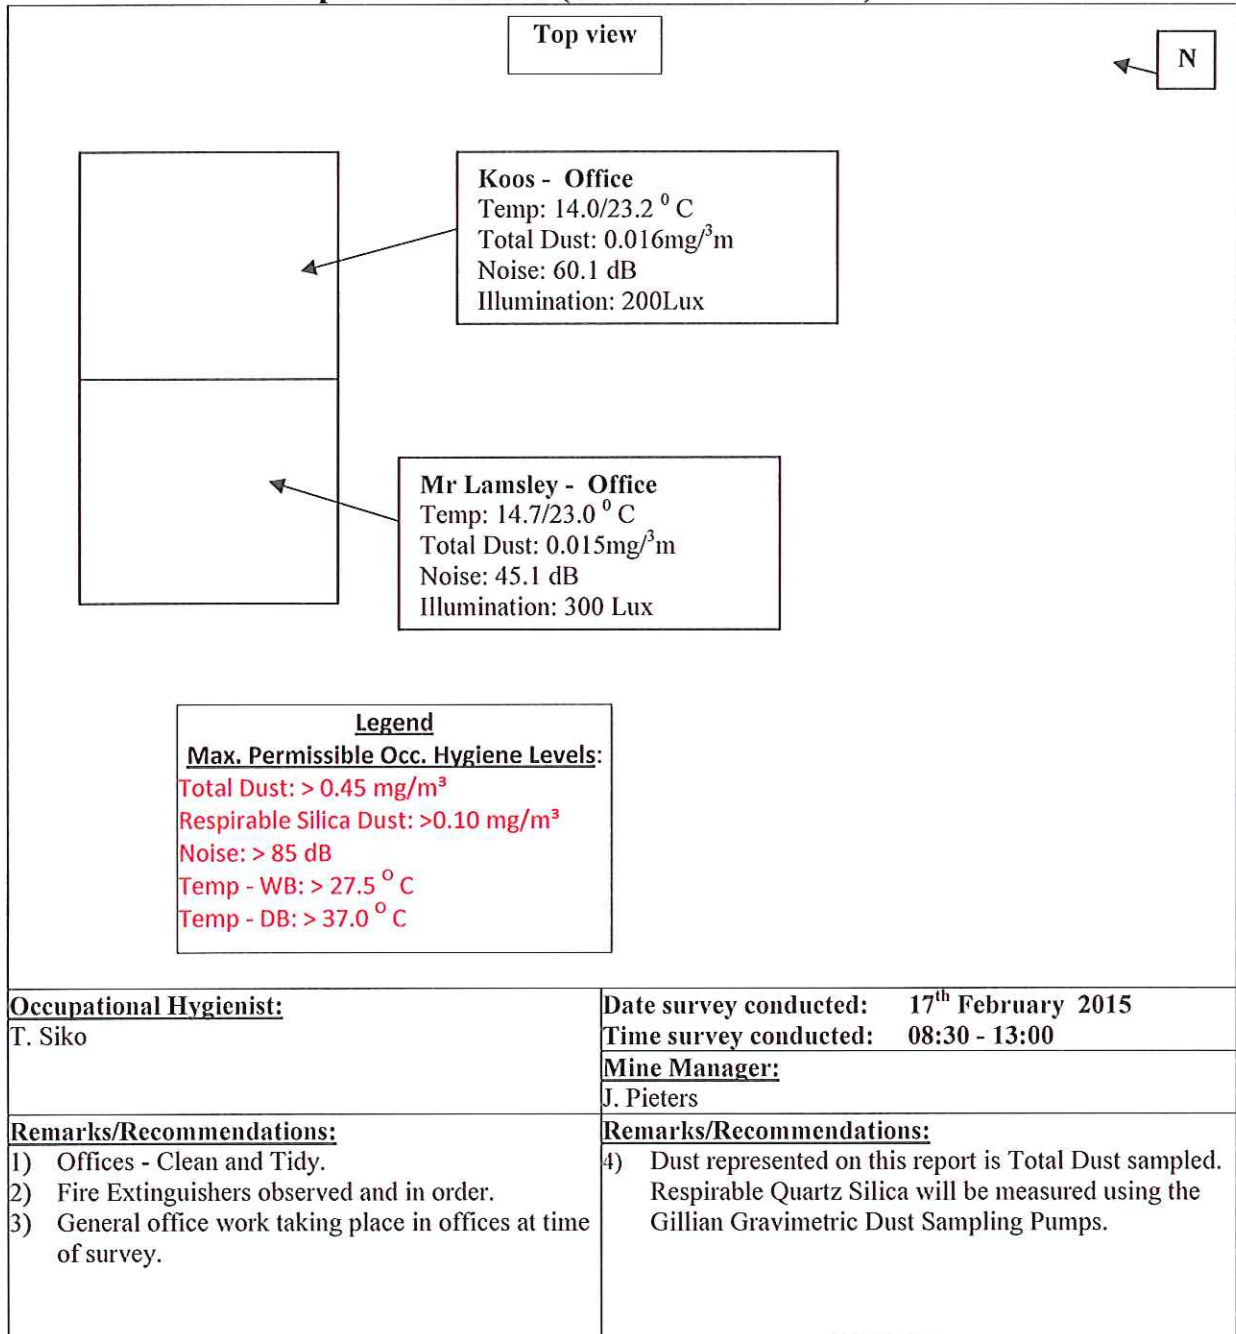 Top view
N
Koos - Office
Temp: 14.0/23.2 ⁰ C
Total Dust: 0.016mg/³m
Noise: 60.1 dB
Illumination: 200Lux
Mr Lamsley - Office
Temp: 14.7/23.0 ⁰ C
Total Dust: 0.015mg/³m
Noise: 45.1 dB
Illumination: 300 Lux
Legend
Max. Permissible Occ. Hygiene Levels:
Total Dust: > 0.45 mg/m³
Respirable Silica Dust: >0.10 mg/m³
Noise: > 85 dB
Temp - WB: > 27.5 ᴼ C
Temp - DB: > 37.0 ᴼ C
Occupational Hygienist:
T. Siko
Date survey conducted: 17th February 2015
Time survey conducted: 08:30 - 13:00
Mine Manager:
J. Pieters
Remarks/Recommendations:
1) Offices - Clean and Tidy.
2) Fire Extinguishers observed and in order.
3) General office work taking place in offices at time
of survey.
Remarks/Recommendations:
4) Dust represented on this report is Total Dust sampled.
Respirable Quartz Silica will be measured using the
Gillian Gravimetric Dust Sampling Pumps.